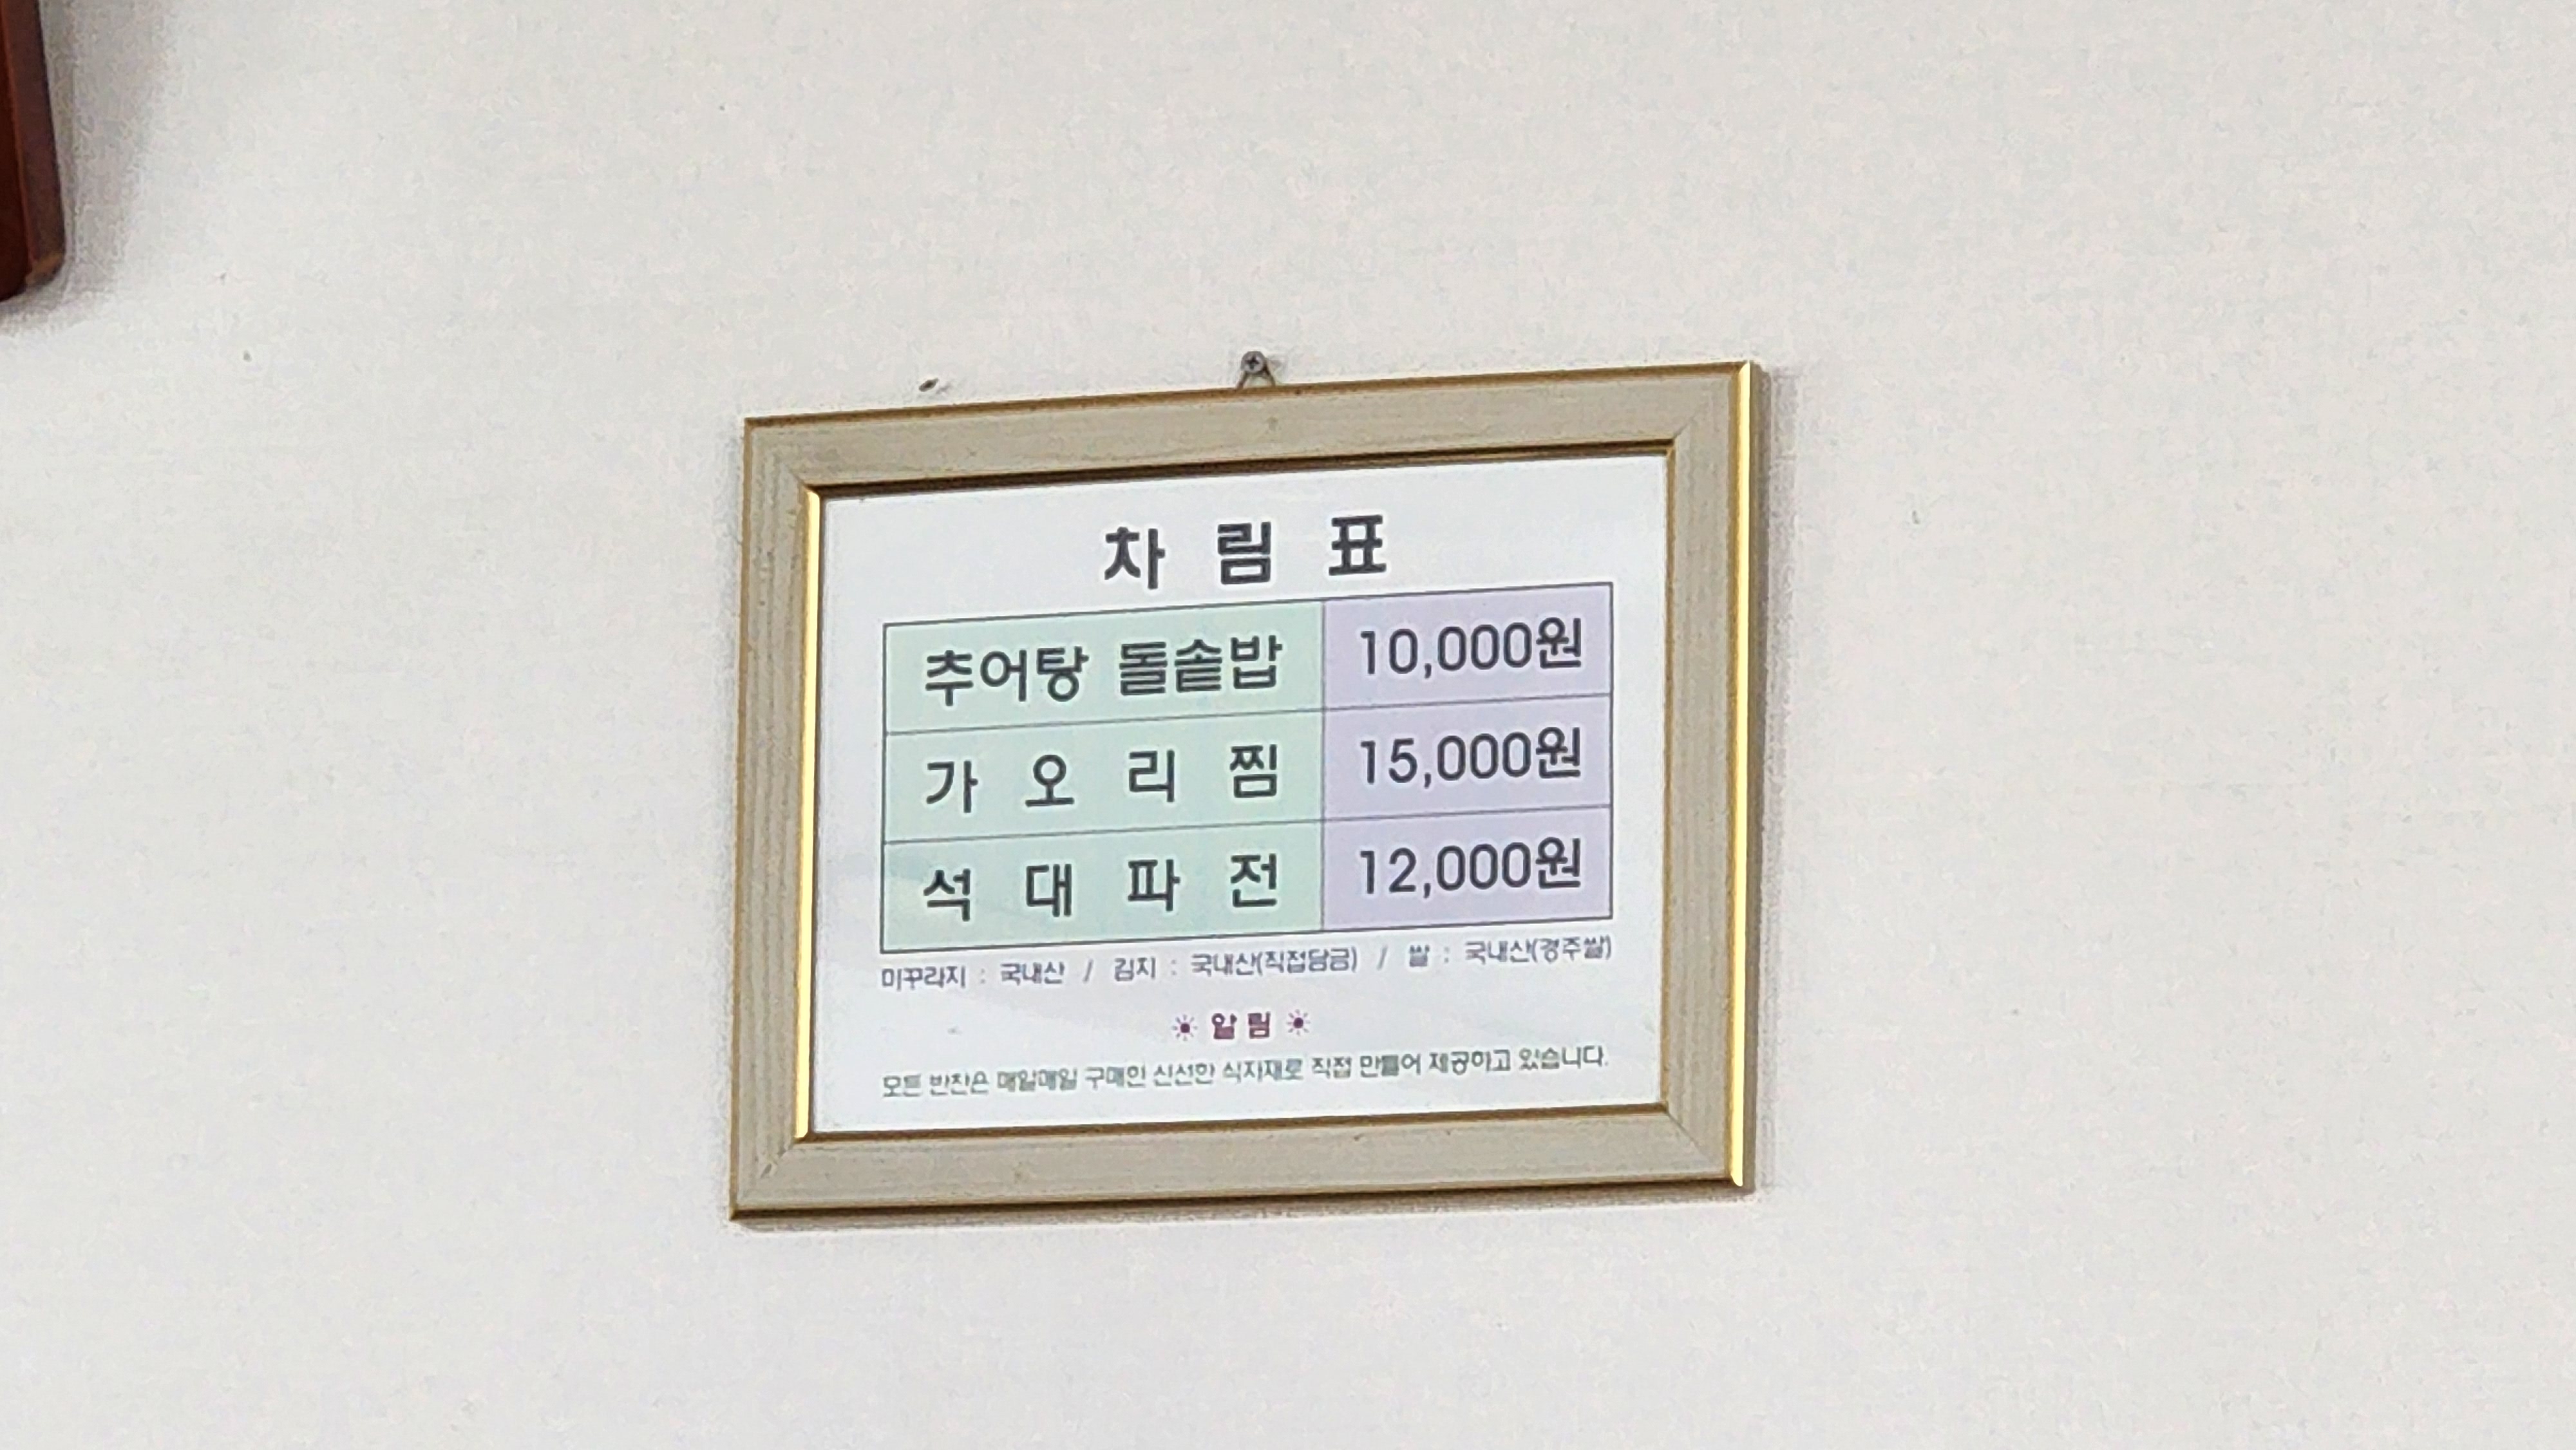 차 림 표
추어탕 돌솥밥 10,000원
가 오 리 찜 15,000원
석 대 파 전 12,000원
미꾸라지 : 국내산 / 김치 : 국내산(직접담금) / 쌀 : 국내산(경주쌀)
☀ 알 림 ☀
모든 반찬은 매일매일 구매한 신선한 식자재로 직접 만들어 제공하고 있습니다.